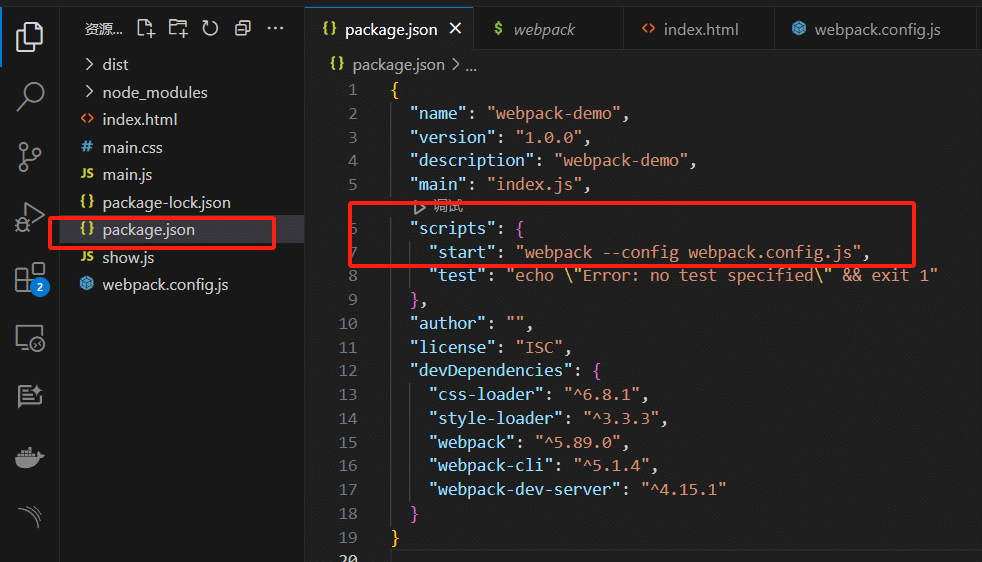 资源...
dist
node_modules
index.html
# main.css
JS main.js
{} package-lock.json
{} package.json
JS show.js
webpack.config.js
2
{} package.json
$ webpack
<> index.html
webpack.config.js
{} package.json > ...
1 {
2 "name": "webpack-demo",
3 "version": "1.0.0",
4 "description": "webpack-demo",
5 "main": "index.js",
调试
6 "scripts": {
7 "start": "webpack --config webpack.config.js",
8 "test": "echo \"Error: no test specified\" && exit 1"
9 },
10 "author": "",
11 "license": "ISC",
12 "devDependencies": {
13 "css-loader": "^6.8.1",
14 "style-loader": "^3.3.3",
15 "webpack": "^5.89.0",
16 "webpack-cli": "^5.1.4",
17 "webpack-dev-server": "^4.15.1"
18 }
19 }
20